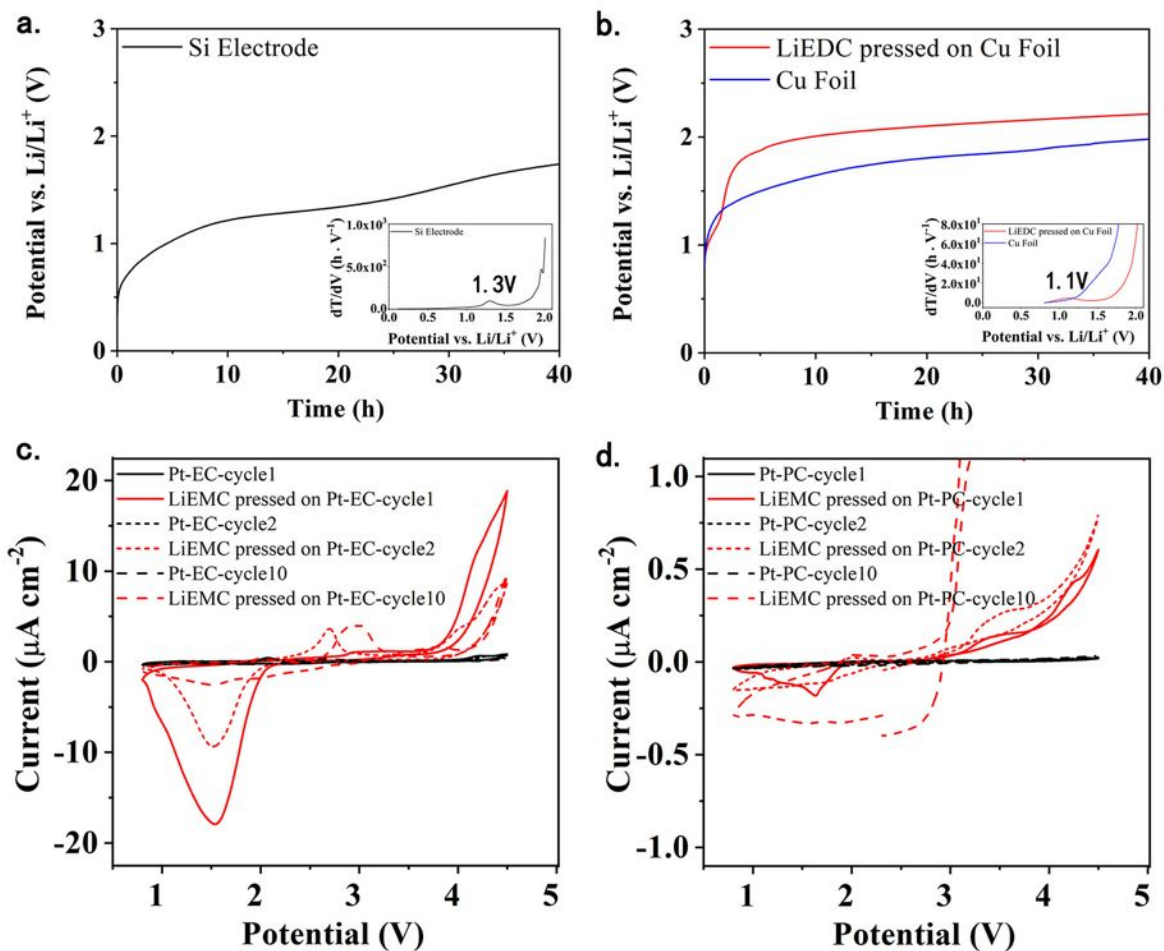 a.
Si Electrode
Potential vs. Li/Li⁺ (V)
3
2
1
0
0 10 20 30 40
Time (h)
Si Electrode
1.3V
dT/dV (h · V⁻¹)
1.0x10³
5.0x10²
0.0
0.0 0.5 1.0 1.5 2.0
Potential vs. Li/Li⁺ (V)
b.
LiEDC pressed on Cu Foil
Cu Foil
Potential vs. Li/Li⁺ (V)
3
2
1
0
0 10 20 30 40
Time (h)
LiEDC pressed on Cu Foil
Cu Foil
1.1V
dT/dV (h · V⁻¹)
8.0x10¹
6.0x10¹
4.0x10¹
2.0x10¹
0.0
0.0 0.5 1.0 1.5 2.0
Potential vs. Li/Li⁺ (V)
c.
Pt-EC-cycle1
LiEMC pressed on Pt-EC-cycle1
Pt-EC-cycle2
LiEMC pressed on Pt-EC-cycle2
Pt-EC-cycle10
LiEMC pressed on Pt-EC-cycle10
Current (μA cm⁻²)
20
10
0
-10
-20
1 2 3 4 5
Potential (V)
d.
Pt-PC-cycle1
LiEMC pressed on Pt-PC-cycle1
Pt-PC-cycle2
LiEMC pressed on Pt-PC-cycle2
Pt-PC-cycle10
LiEMC pressed on Pt-PC-cycle10
Current (μA cm⁻²)
1.0
0.5
0.0
-0.5
-1.0
1 2 3 4 5
Potential (V)